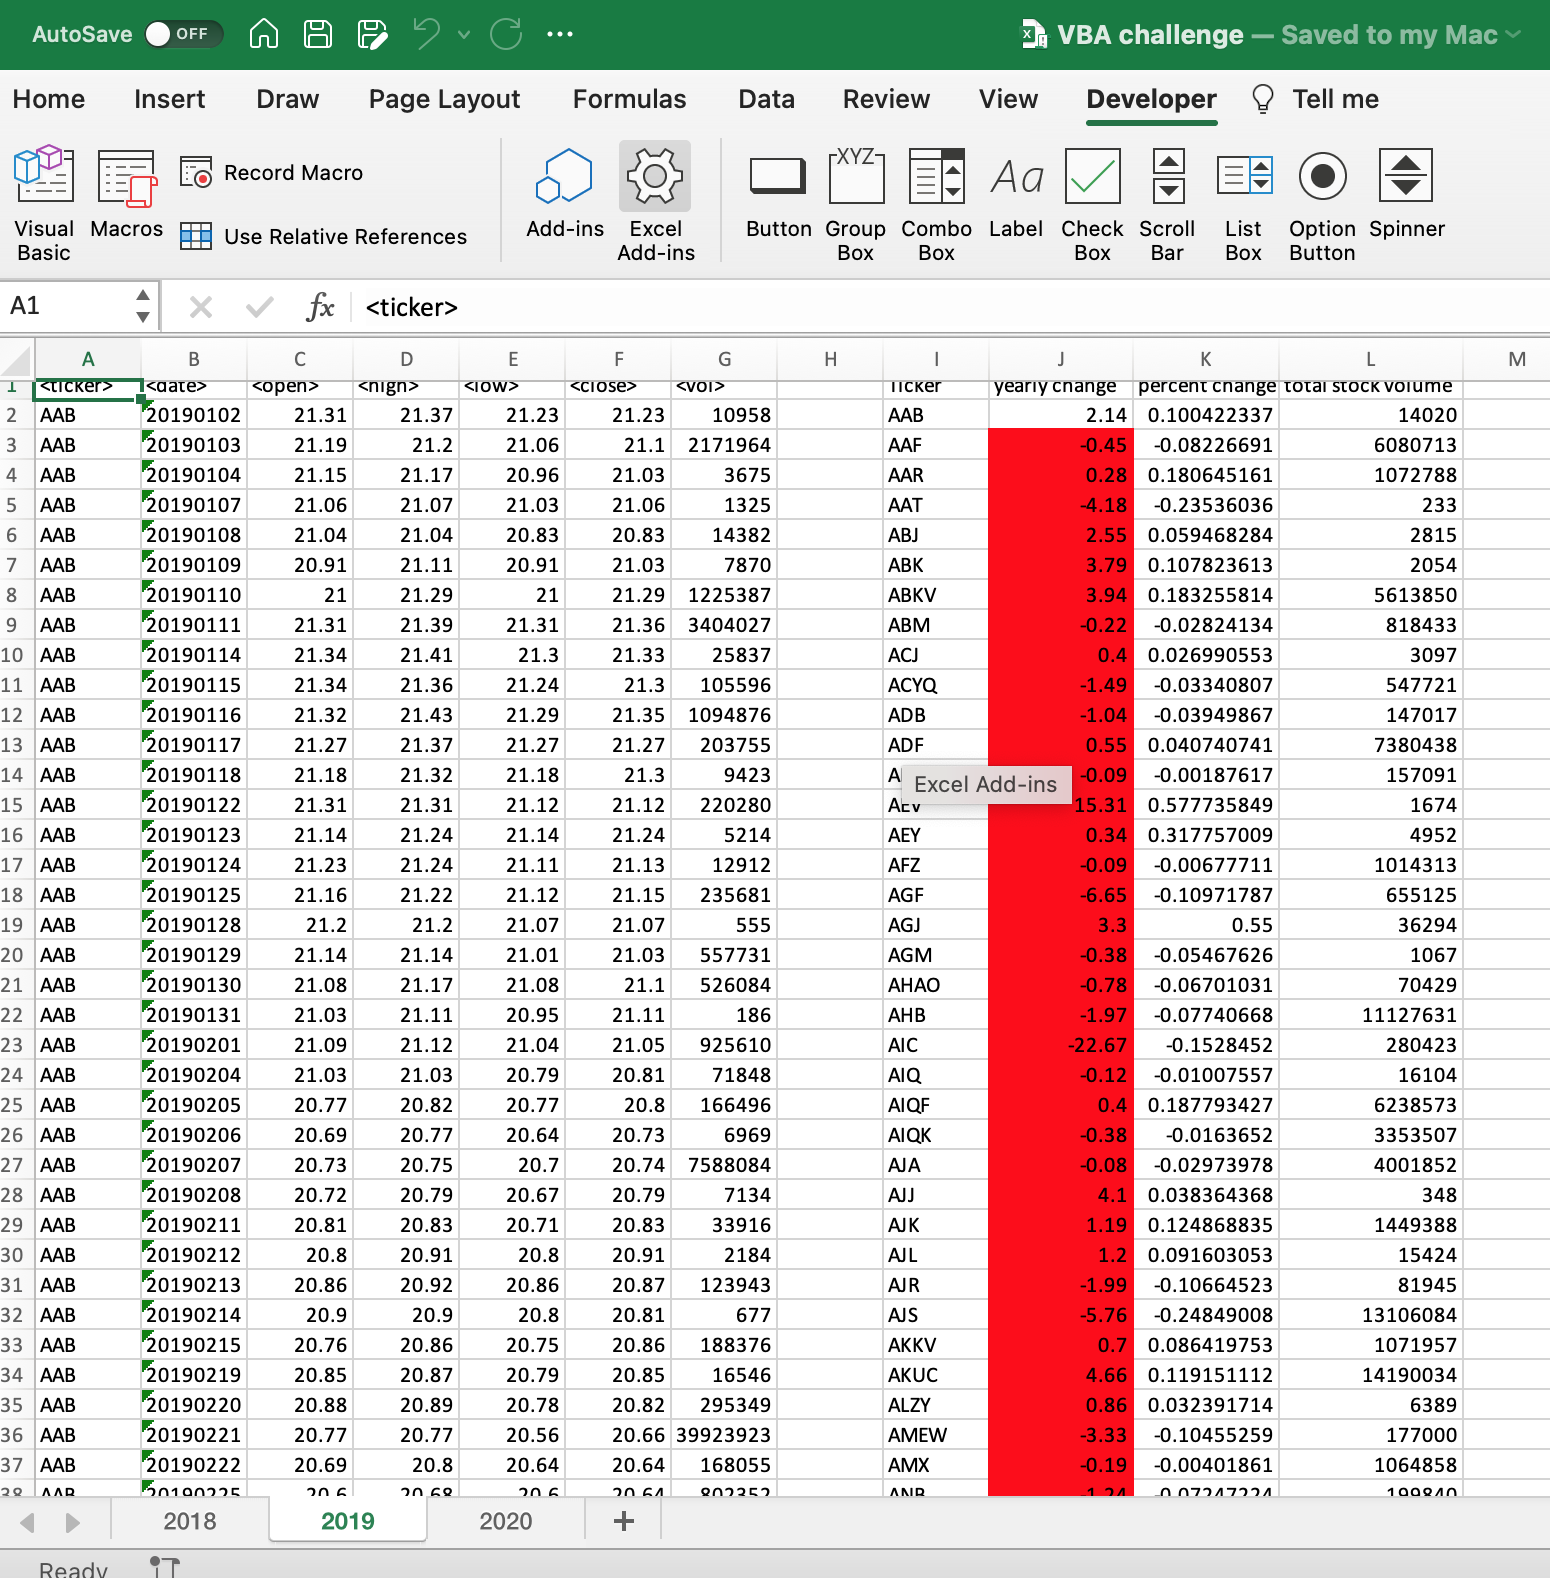 AutoSave OFF VBA challenge — Saved to my Mac
Home Insert Draw Page Layout Formulas Data Review View Developer Tell me
Visual Basic Macros Record Macro Use Relative References Add-ins Excel Add-ins Button Group Box Combo Box Label Check Box Scroll Bar List Box Option Button Spinner
XYZ Aa
A1 fx <ticker>
A B C D E F G H I J K L M
1 <ticker> <date> <open> <high> <low> <close> <vol> Ticker yearly change percent change total stock volume
2 AAB 20190102 21.31 21.37 21.23 21.23 10958 AAB 2.14 0.100422337 14020
3 AAB 20190103 21.19 21.2 21.06 21.1 2171964 AAF -0.45 -0.08226691 6080713
4 AAB 20190104 21.15 21.17 20.96 21.03 3675 AAR 0.28 0.180645161 1072788
5 AAB 20190107 21.06 21.07 21.03 21.06 1325 AAT -4.18 -0.23536036 233
6 AAB 20190108 21.04 21.04 20.83 20.83 14382 ABJ 2.55 0.059468284 2815
7 AAB 20190109 20.91 21.11 20.91 21.03 7870 ABK 3.79 0.107823613 2054
8 AAB 20190110 21 21.29 21 21.29 1225387 ABKV 3.94 0.183255814 5613850
9 AAB 20190111 21.31 21.39 21.31 21.36 3404027 ABM -0.22 -0.02824134 818433
10 AAB 20190114 21.34 21.41 21.3 21.33 25837 ACJ 0.4 0.026990553 3097
11 AAB 20190115 21.34 21.36 21.24 21.3 105596 ACYQ -1.49 -0.03340807 547721
12 AAB 20190116 21.32 21.43 21.29 21.35 1094876 ADB -1.04 -0.03949867 147017
13 AAB 20190117 21.27 21.37 21.27 21.27 203755 ADF 0.55 0.040740741 7380438
14 AAB 20190118 21.18 21.32 21.18 21.3 9423 -0.09 -0.00187617 157091
Excel Add-ins
15 AAB 20190122 21.31 21.31 21.12 21.12 220280 AEV 15.31 0.577735849 1674
16 AAB 20190123 21.14 21.24 21.14 21.24 5214 AEY 0.34 0.317757009 4952
17 AAB 20190124 21.23 21.24 21.11 21.13 12912 AFZ -0.09 -0.00677711 1014313
18 AAB 20190125 21.16 21.22 21.12 21.15 235681 AGF -6.65 -0.10971787 655125
19 AAB 20190128 21.2 21.2 21.07 21.07 555 AGJ 3.3 0.55 36294
20 AAB 20190129 21.14 21.14 21.01 21.03 557731 AGM -0.38 -0.05467626 1067
21 AAB 20190130 21.08 21.17 21.08 21.1 526084 AHAO -0.78 -0.06701031 70429
22 AAB 20190131 21.03 21.11 20.95 21.11 186 AHB -1.97 -0.07740668 11127631
23 AAB 20190201 21.09 21.12 21.04 21.05 925610 AIC -22.67 -0.1528452 280423
24 AAB 20190204 21.03 21.03 20.79 20.81 71848 AIQ -0.12 -0.01007557 16104
25 AAB 20190205 20.77 20.82 20.77 20.8 166496 AIQF 0.4 0.187793427 6238573
26 AAB 20190206 20.69 20.77 20.64 20.73 6969 AIQK -0.38 -0.0163652 3353507
27 AAB 20190207 20.73 20.75 20.7 20.74 7588084 AJA -0.08 -0.02973978 4001852
28 AAB 20190208 20.72 20.79 20.67 20.79 7134 AJJ 4.1 0.038364368 348
29 AAB 20190211 20.81 20.83 20.71 20.83 33916 AJK 1.19 0.124868835 1449388
30 AAB 20190212 20.8 20.91 20.8 20.91 2184 AJL 1.2 0.091603053 15424
31 AAB 20190213 20.86 20.92 20.86 20.87 123943 AJR -1.99 -0.10664523 81945
32 AAB 20190214 20.9 20.9 20.8 20.81 677 AJS -5.76 -0.24849008 13106084
33 AAB 20190215 20.76 20.86 20.75 20.86 188376 AKKV 0.7 0.086419753 1071957
34 AAB 20190219 20.85 20.87 20.79 20.85 16546 AKUC 4.66 0.119151112 14190034
35 AAB 20190220 20.88 20.89 20.78 20.82 295349 ALZY 0.86 0.032391714 6389
36 AAB 20190221 20.77 20.77 20.56 20.66 39923923 AMEW -3.33 -0.10455259 177000
37 AAB 20190222 20.69 20.8 20.64 20.64 168055 AMX -0.19 -0.00401861 1064858
38 AAB 20190225 20.6 20.68 20.6 20.64 802352 ANB -1.24 -0.07247224 199840
2018 2019 2020 +
Ready